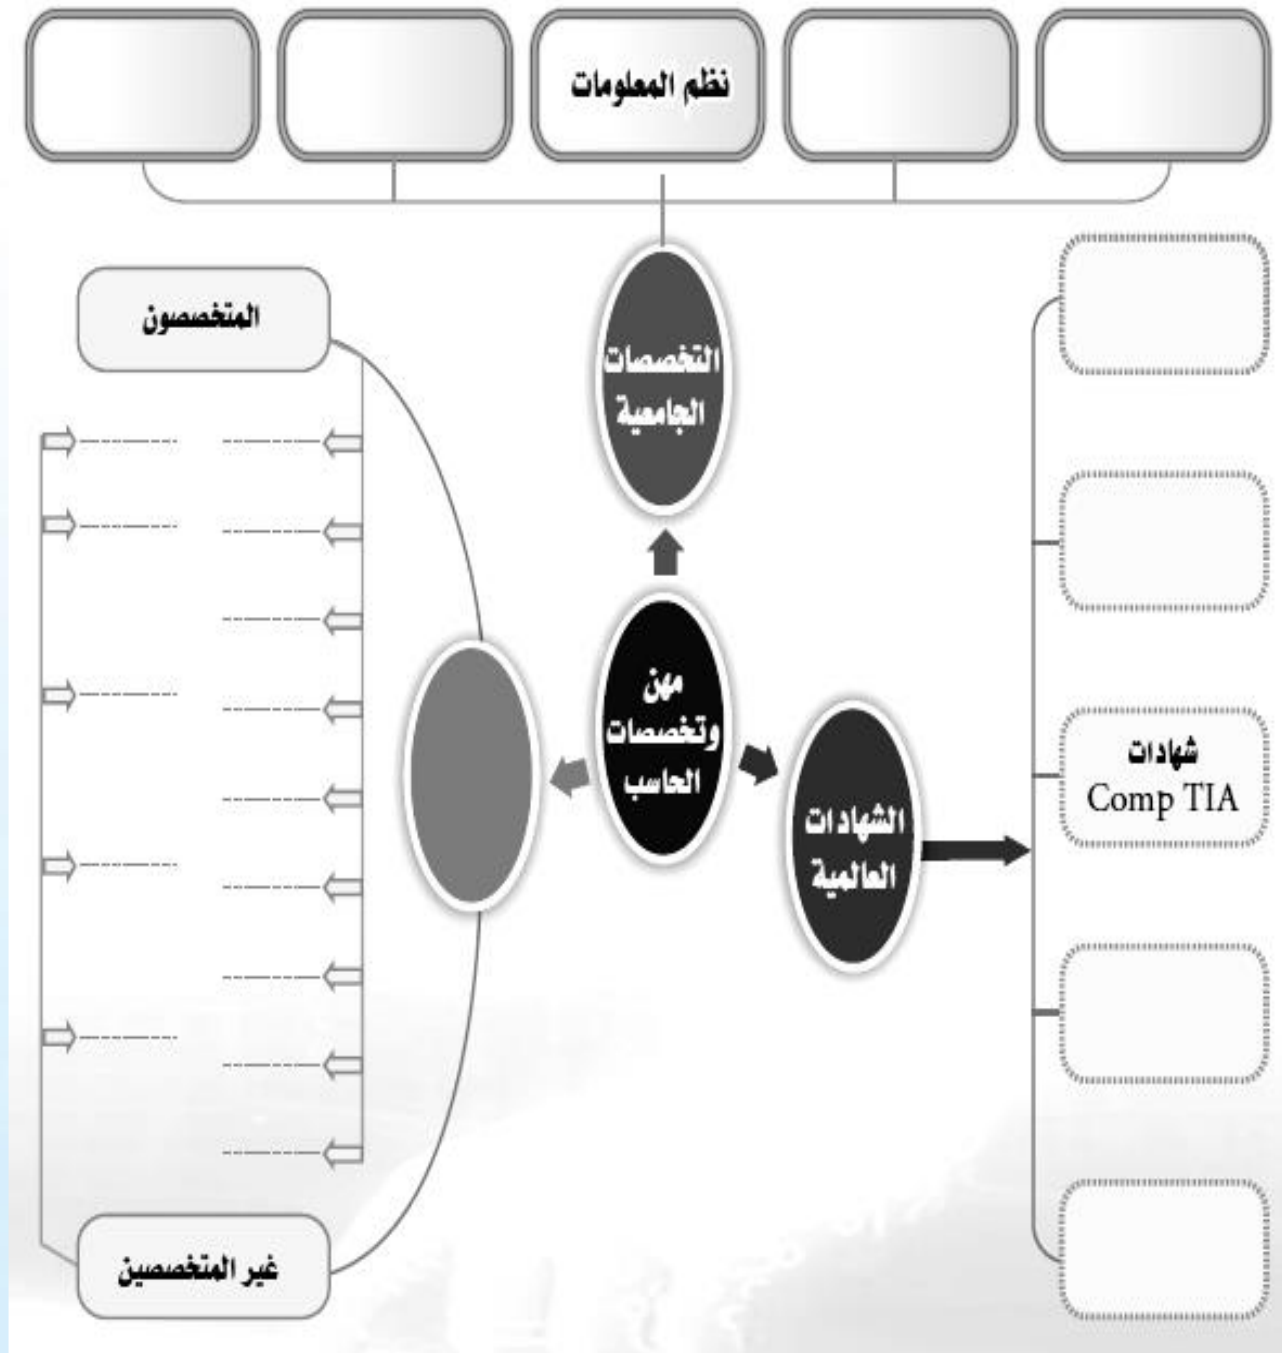 نظم المعلومات
المتخصصون
التخصصات
الجامعية
مهن
وتخصصات
الحاسب
شهادات
Comp TIA
الشهادات
العالمية
غير المتخصصين